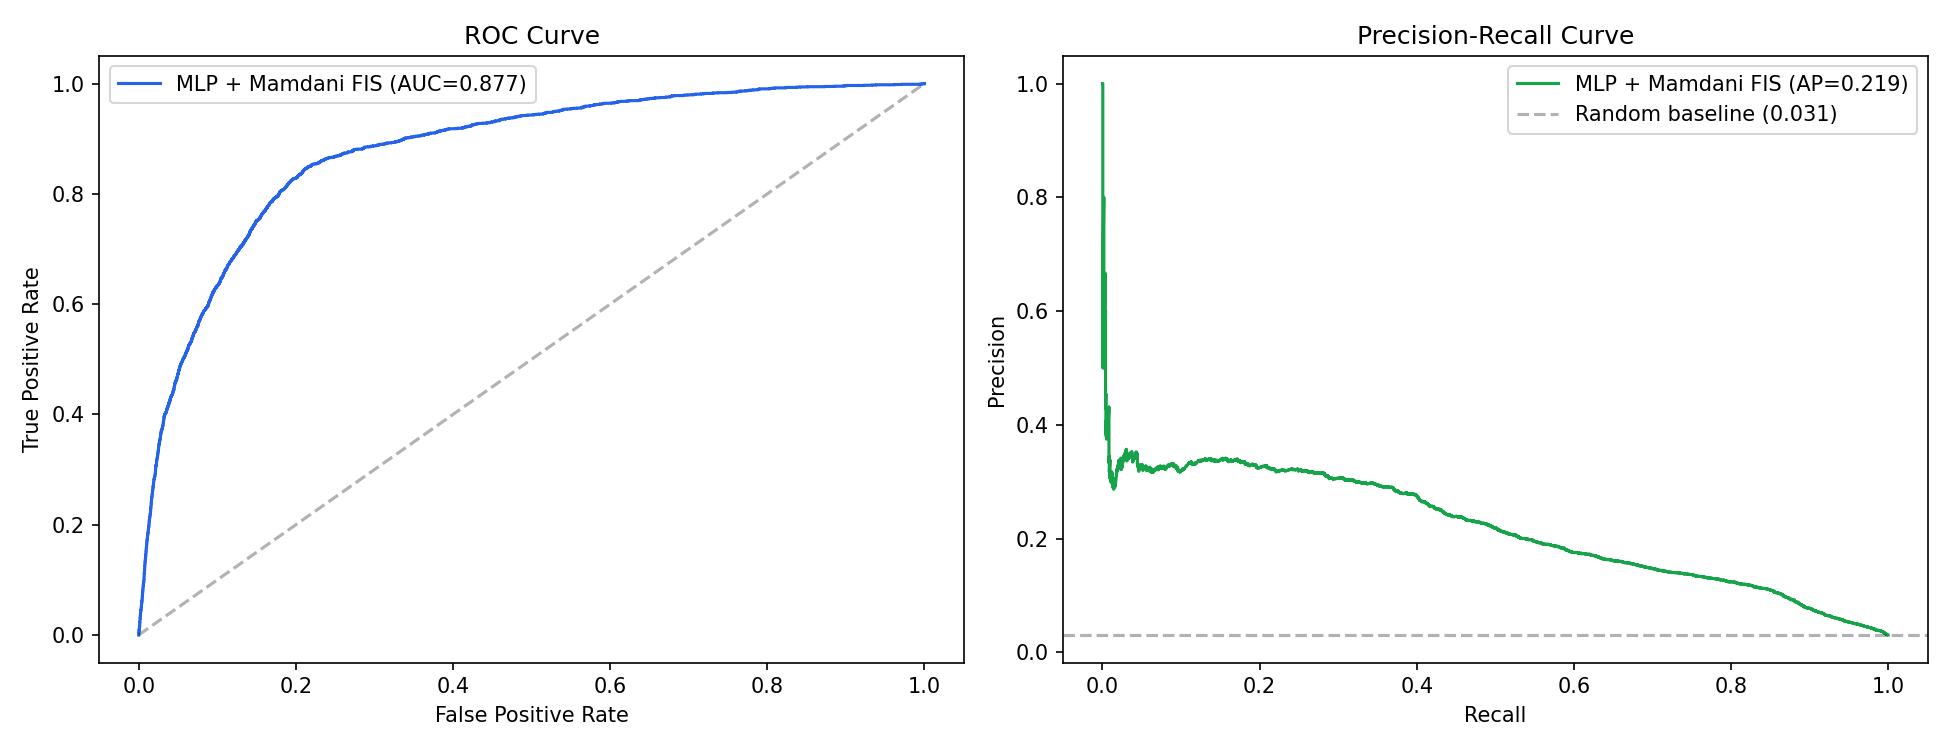 ROC Curve
MLP + Mamdani FIS (AUC=0.877)
1.0
0.8
0.6
0.4
0.2
0.0
True Positive Rate
0.0 0.2 0.4 0.6 0.8 1.0
False Positive Rate
Precision-Recall Curve
MLP + Mamdani FIS (AP=0.219)
Random baseline (0.031)
1.0
0.8
0.6
0.4
0.2
0.0
Precision
0.0 0.2 0.4 0.6 0.8 1.0
Recall